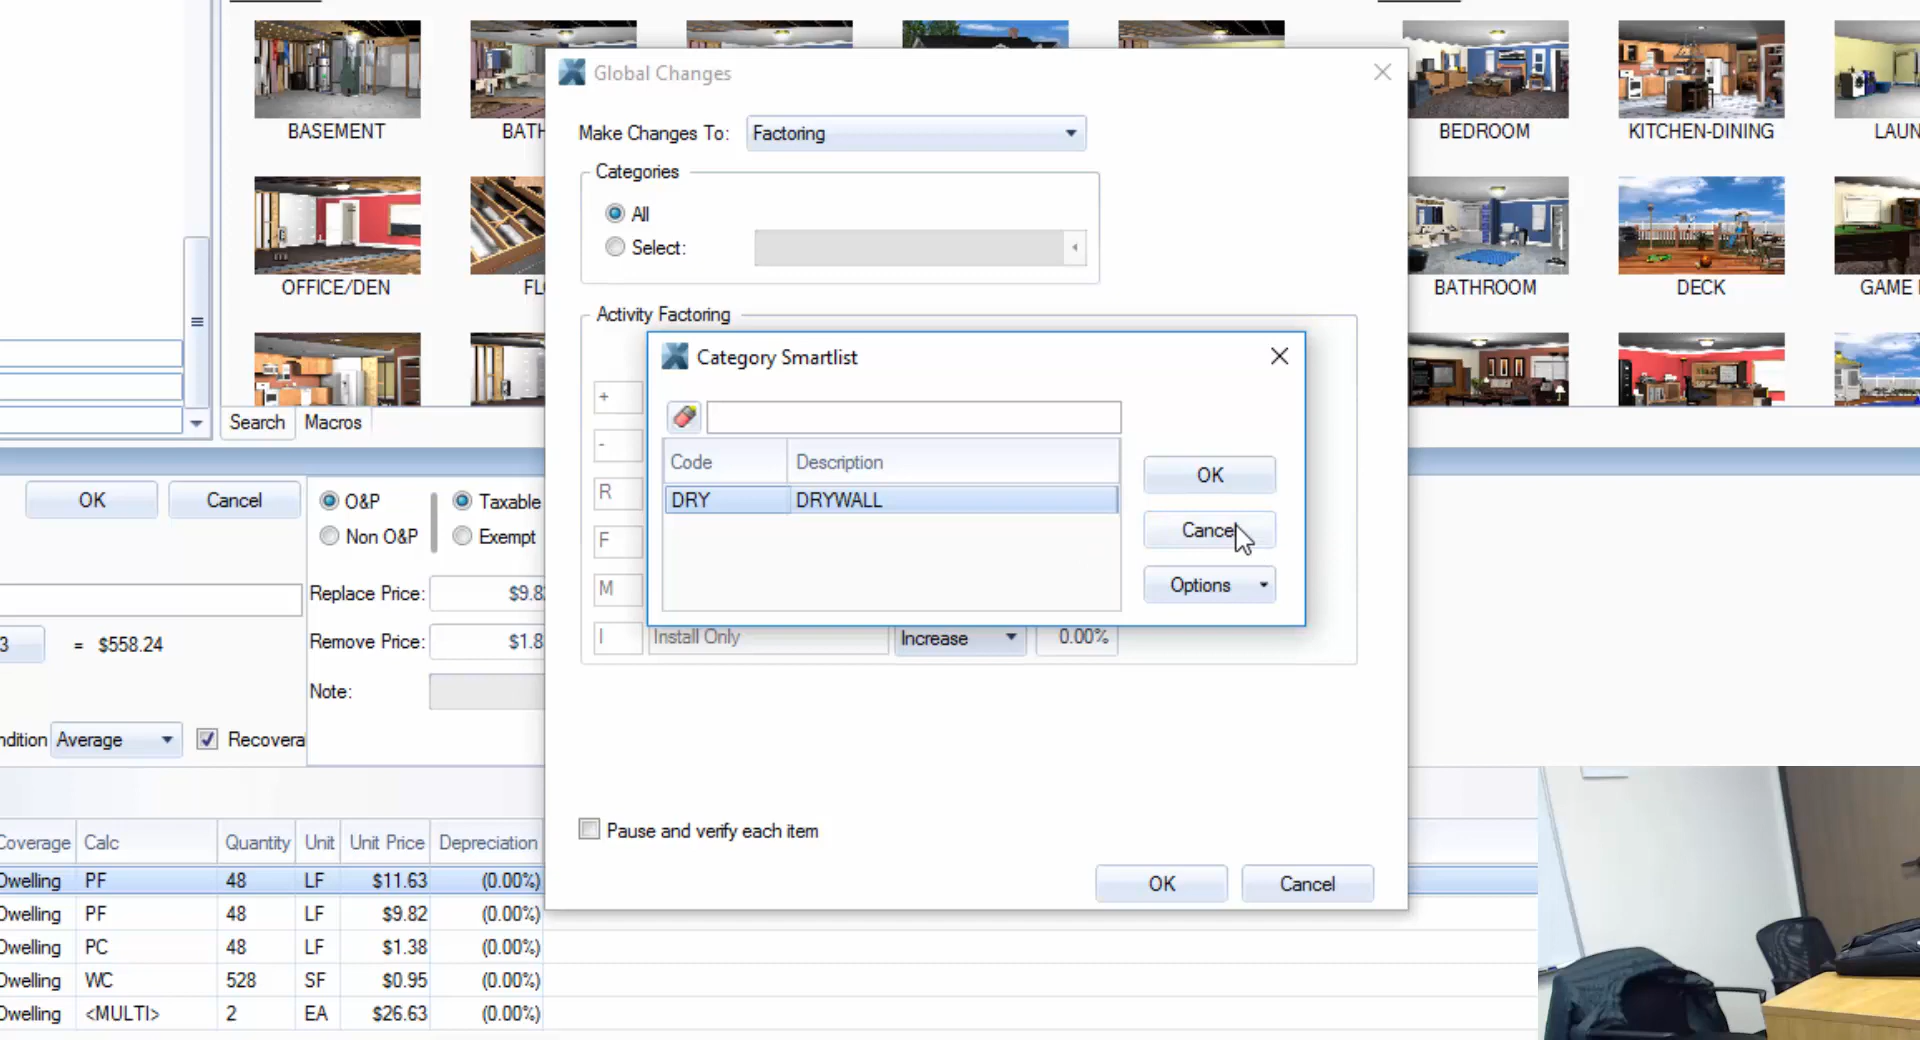 BASEMENT
BATH
BEDROOM
KITCHEN-DINING
LAUN
OFFICE/DEN
FL
BATHROOM
DECK
GAME
Search
Macros
Global Changes
Make Changes To:
Factoring
Categories
All
Select:
Activity Factoring
+
-
R
F
M
I
Install Only
Increase
0.00%
Category Smartlist
Code
Description
DRY
DRYWALL
OK
Cancel
Options
Pause and verify each item
OK
Cancel
OK
Cancel
O&P
Non O&P
Taxable
Exempt
Replace Price:
$9.8
Remove Price:
$1.8
Note:
3
= $558.24
ndition
Average
Recovera
Coverage Calc Quantity Unit Unit Price Depreciation
Dwelling PF 48 LF $11.63 (0.00%)
Dwelling PF 48 LF $9.82 (0.00%)
Dwelling PC 48 LF $1.38 (0.00%)
Dwelling WC 528 SF $0.95 (0.00%)
Dwelling <MULTI> 2 EA $26.63 (0.00%)